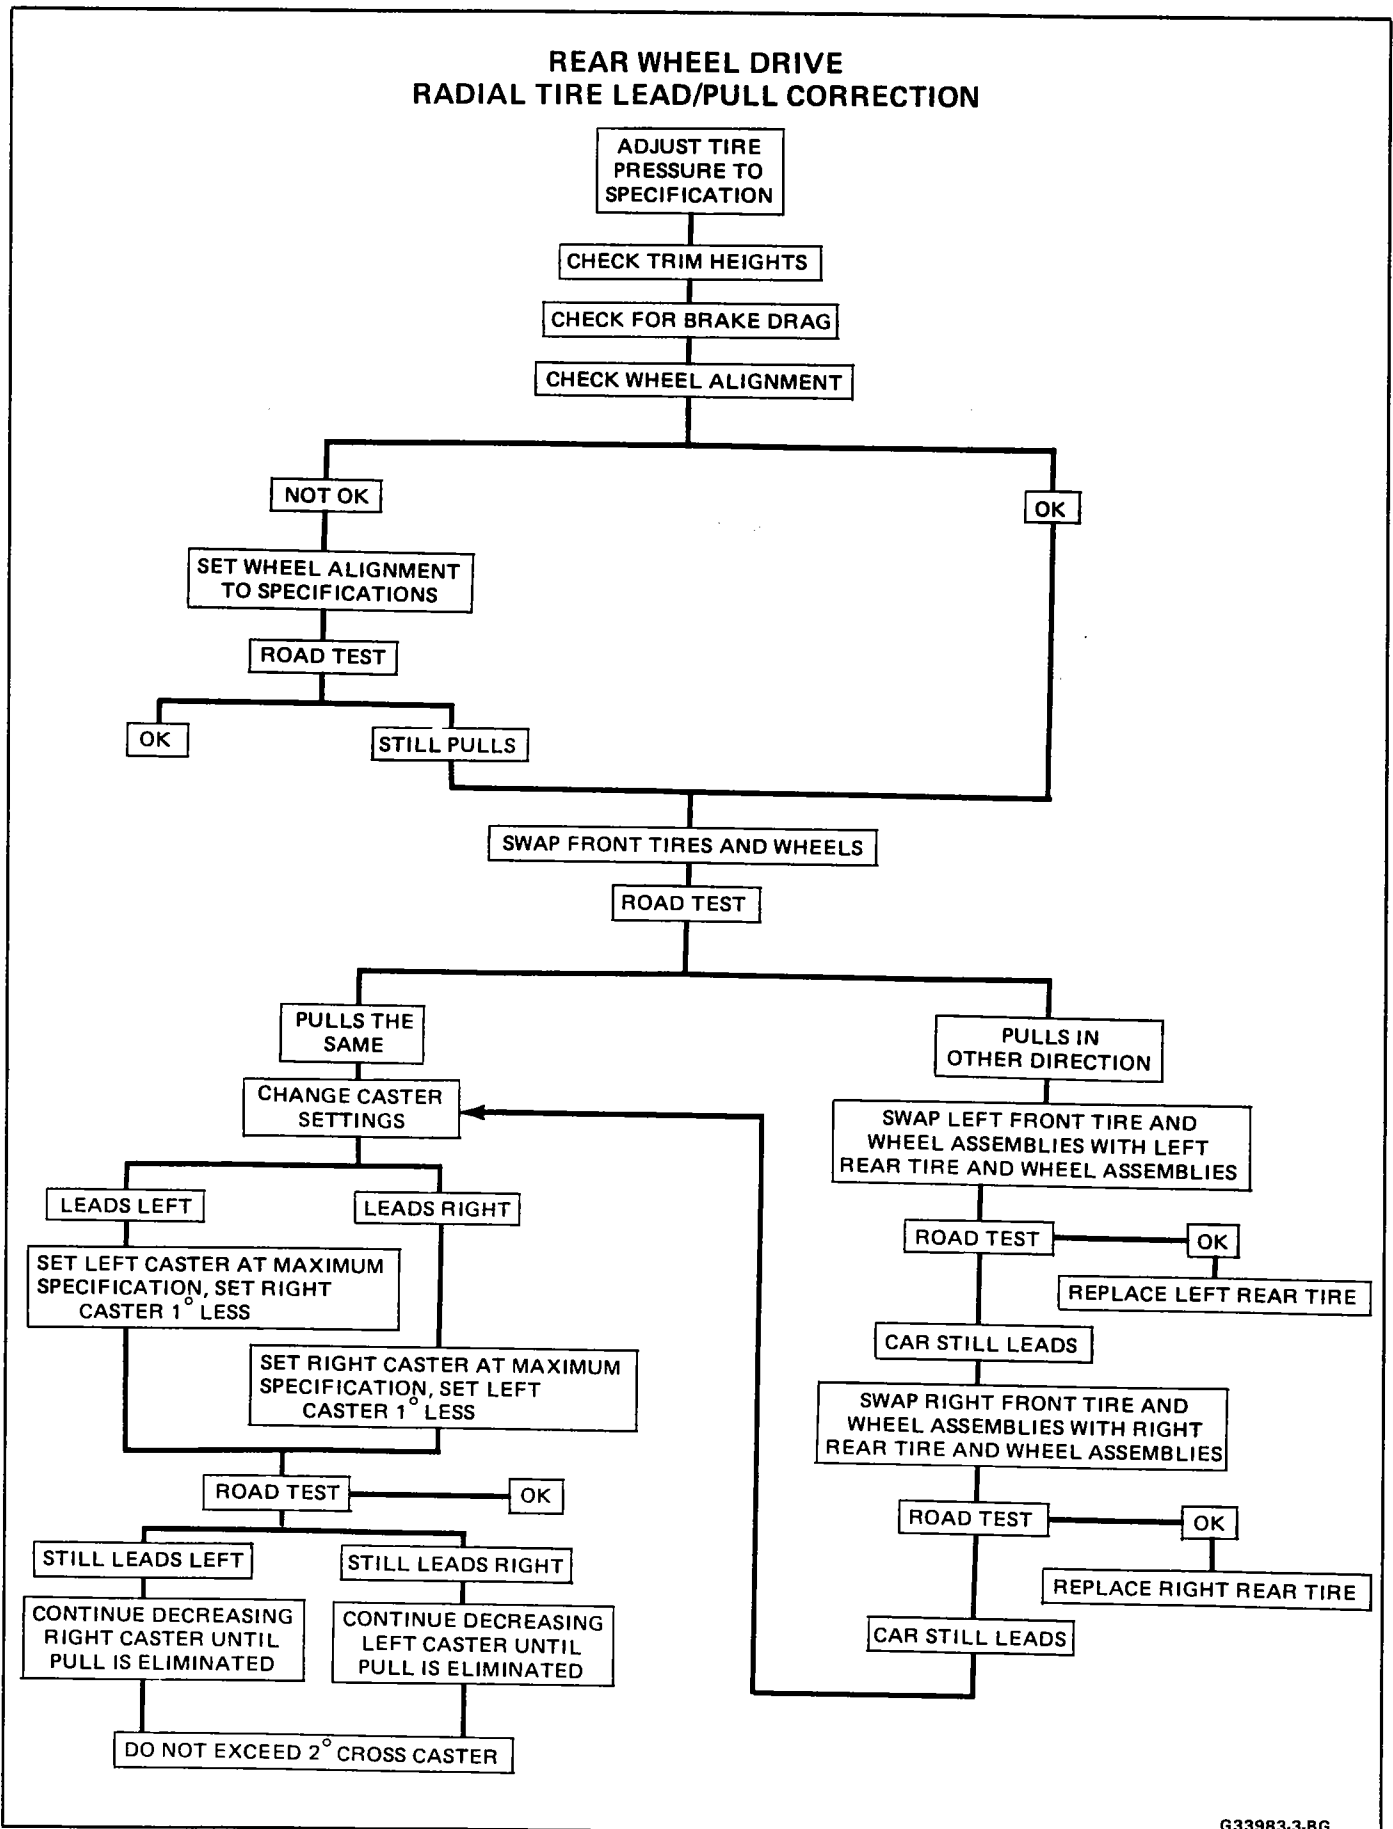 REAR WHEEL DRIVE
RADIAL TIRE LEAD/PULL CORRECTION
ADJUST TIRE
PRESSURE TO
SPECIFICATION
CHECK TRIM HEIGHTS
CHECK FOR BRAKE DRAG
CHECK WHEEL ALIGNMENT
NOT OK
OK
SET WHEEL ALIGNMENT
TO SPECIFICATIONS
ROAD TEST
OK
STILL PULLS
SWAP FRONT TIRES AND WHEELS
ROAD TEST
PULLS THE
SAME
CHANGE CASTER
SETTINGS
LEADS LEFT
LEADS RIGHT
SET LEFT CASTER AT MAXIMUM
SPECIFICATION, SET RIGHT
CASTER 1° LESS
SET RIGHT CASTER AT MAXIMUM
SPECIFICATION, SET LEFT
CASTER 1° LESS
ROAD TEST
OK
STILL LEADS LEFT
STILL LEADS RIGHT
CONTINUE DECREASING
RIGHT CASTER UNTIL
PULL IS ELIMINATED
CONTINUE DECREASING
LEFT CASTER UNTIL
PULL IS ELIMINATED
DO NOT EXCEED 2° CROSS CASTER
PULLS IN
OTHER DIRECTION
SWAP LEFT FRONT TIRE AND
WHEEL ASSEMBLIES WITH LEFT
REAR TIRE AND WHEEL ASSEMBLIES
ROAD TEST
OK
REPLACE LEFT REAR TIRE
CAR STILL LEADS
SWAP RIGHT FRONT TIRE AND
WHEEL ASSEMBLIES WITH RIGHT
REAR TIRE AND WHEEL ASSEMBLIES
ROAD TEST
OK
REPLACE RIGHT REAR TIRE
CAR STILL LEADS
G33983-3-BG